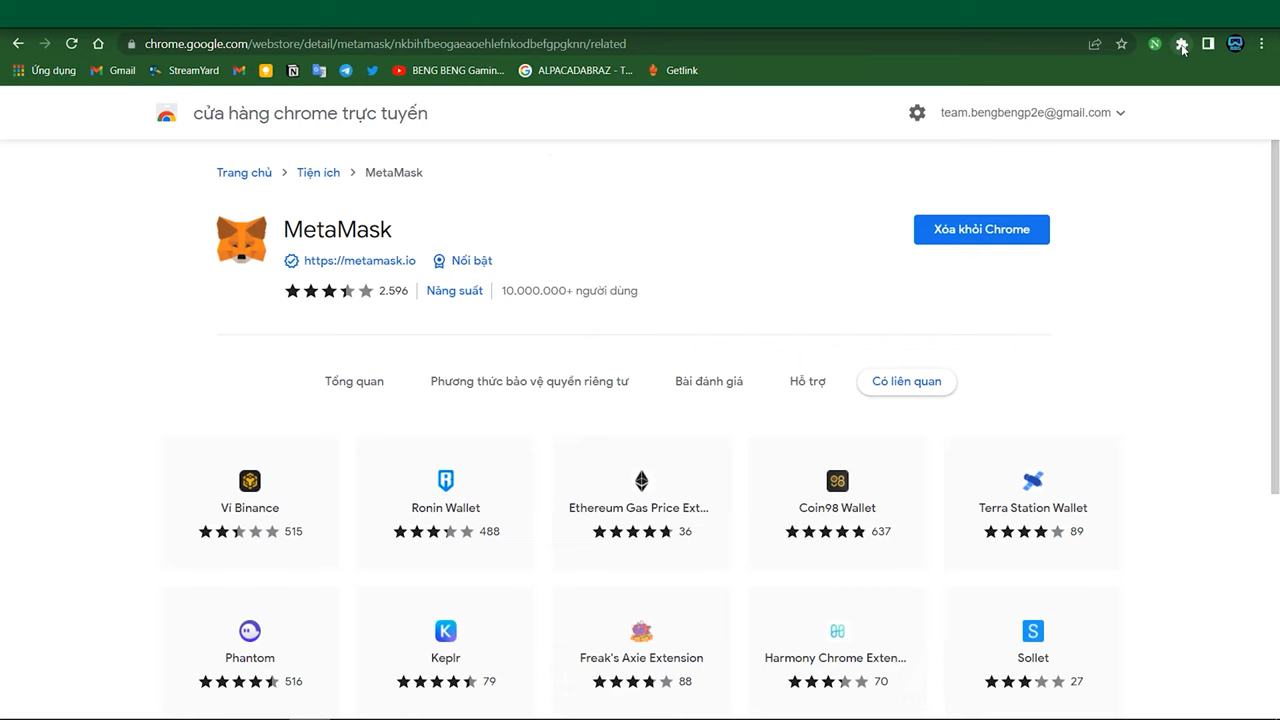 chrome.google.com/webstore/detail/metamask/nkbihfbeogaeaoehlefnkodbefgpgknn/related
Ứng dụng Gmail StreamYard BENG BENG Gamin... ALPACADABRAZ - T... Getlink
cửa hàng chrome trực tuyến team.bengbengp2e@gmail.com
Trang chủ Tiện ích MetaMask
MetaMask
Xóa khỏi Chrome
https://metamask.io Nổi bật
2.596 Năng suất 10.000.000+ người dùng
Tổng quan Phương thức bảo vệ quyền riêng tư Bài đánh giá Hỗ trợ Có liên quan
Ví Binance Ronin Wallet Ethereum Gas Price Ext... Coin98 Wallet Terra Station Wallet
515 488 36 637 89
Phantom Keplr Freak's Axie Extension Harmony Chrome Exten... Sollet
516 79 88 70 27